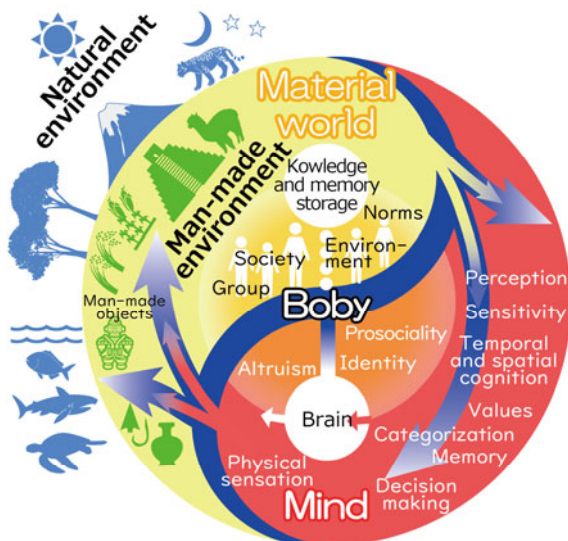 Natural
environment
Material
world
Man-made
environment
Kowledge
and memory
storage
Norms
Society
Environ-
ment
Group
Man-made
objects
Boby
Perception
Sensitivity
Temporal
and spatial
cognition
Values
Categorization
Memory
Decision
making
Prosociality
Altruism
Identity
Brain
Physical
sensation
Mind